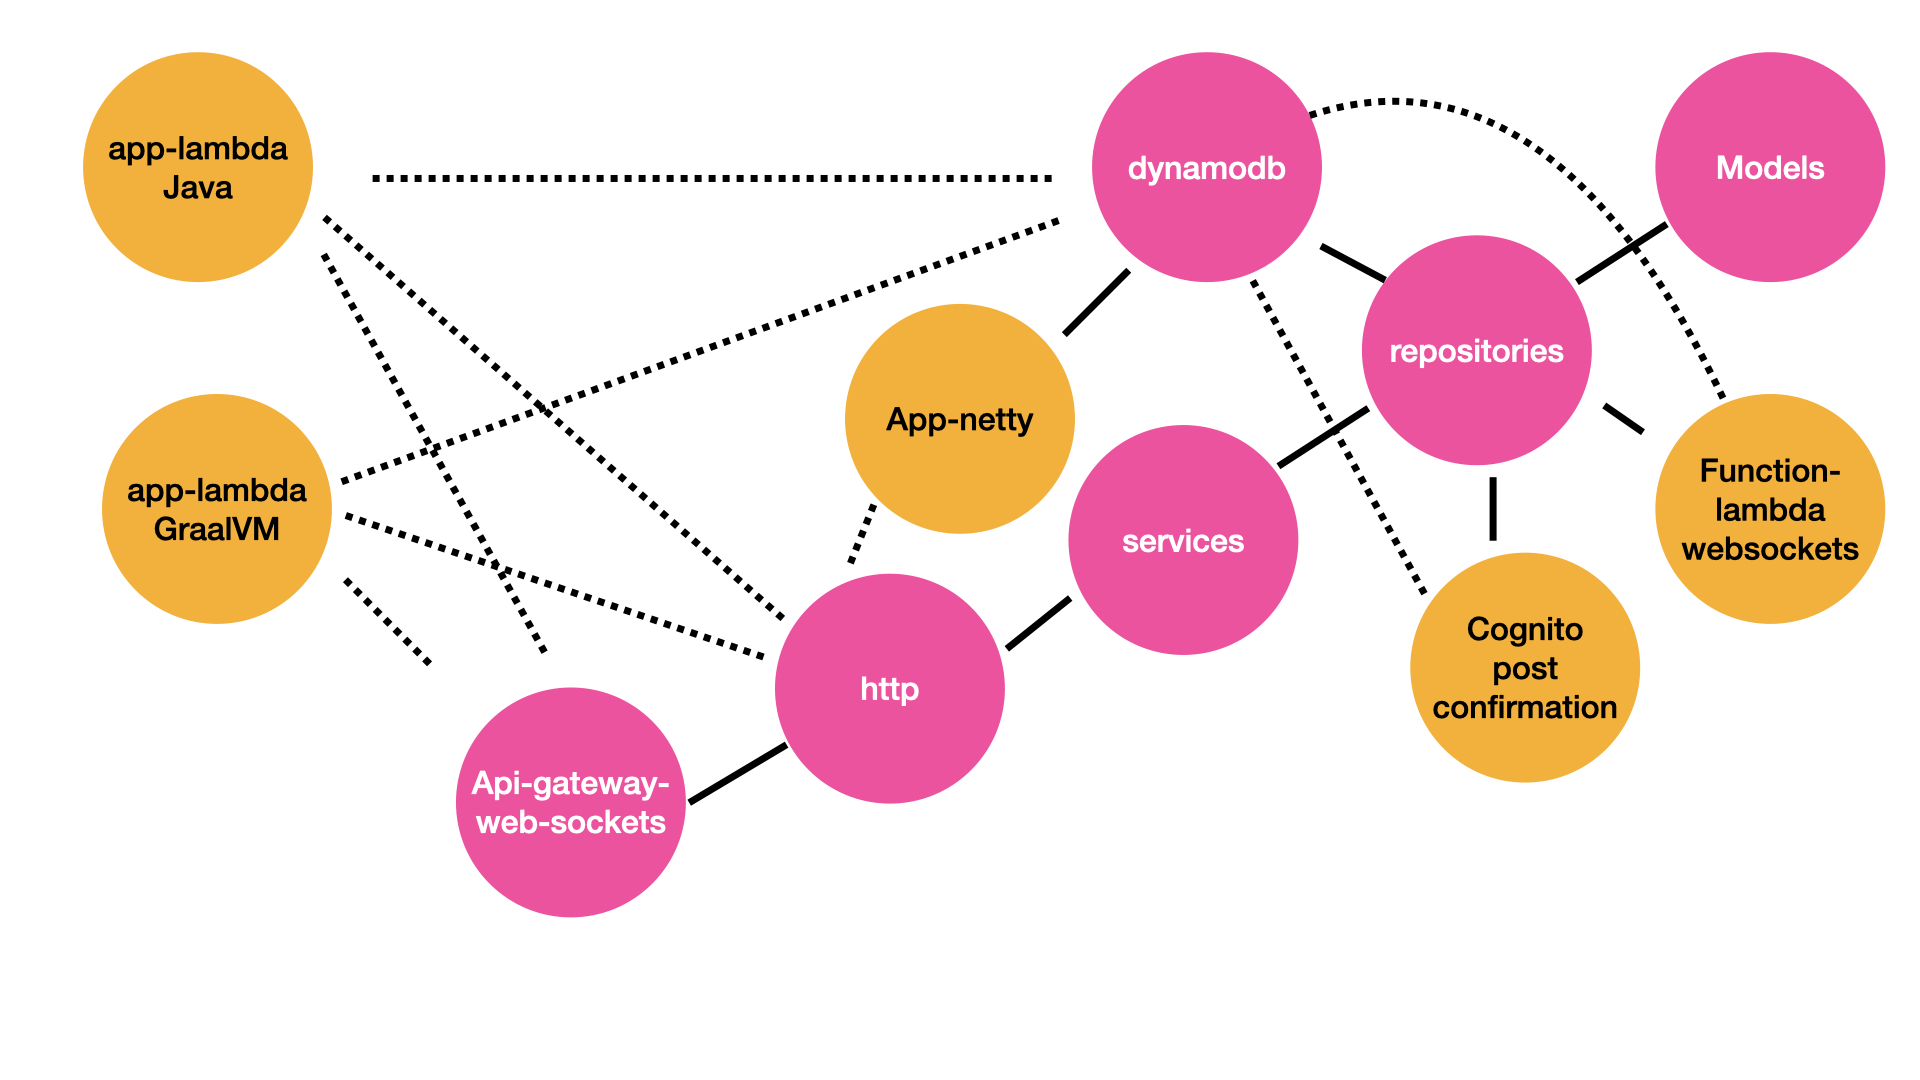 app-lambda
Java
dynamodb
Models
repositories
App-netty
app-lambda
GraalVM
services
Function-
lambda
websockets
Cognito
post
confirmation
http
Api-gateway-
web-sockets